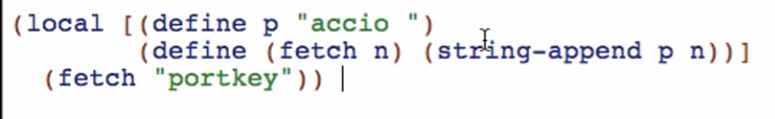 (local [(define p "accio ")
(define (fetch n) (string-append p n))]
(fetch "portkey"))